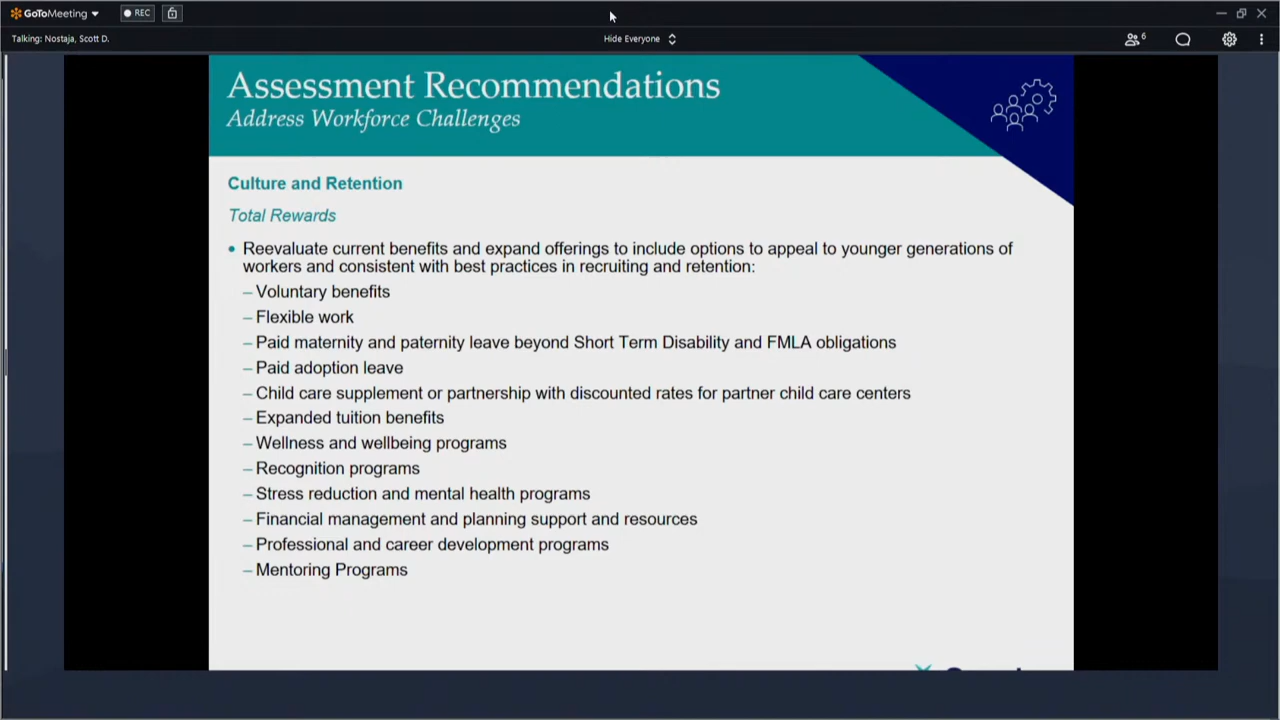 GoToMeeting
REC
Talking: Nostaja, Scott D.
Hide Everyone
6
Assessment Recommendations
Address Workforce Challenges
Culture and Retention
Total Rewards
• Reevaluate current benefits and expand offerings to include options to appeal to younger generations of
workers and consistent with best practices in recruiting and retention:
– Voluntary benefits
– Flexible work
– Paid maternity and paternity leave beyond Short Term Disability and FMLA obligations
– Paid adoption leave
– Child care supplement or partnership with discounted rates for partner child care centers
– Expanded tuition benefits
– Wellness and wellbeing programs
– Recognition programs
– Stress reduction and mental health programs
– Financial management and planning support and resources
– Professional and career development programs
– Mentoring Programs